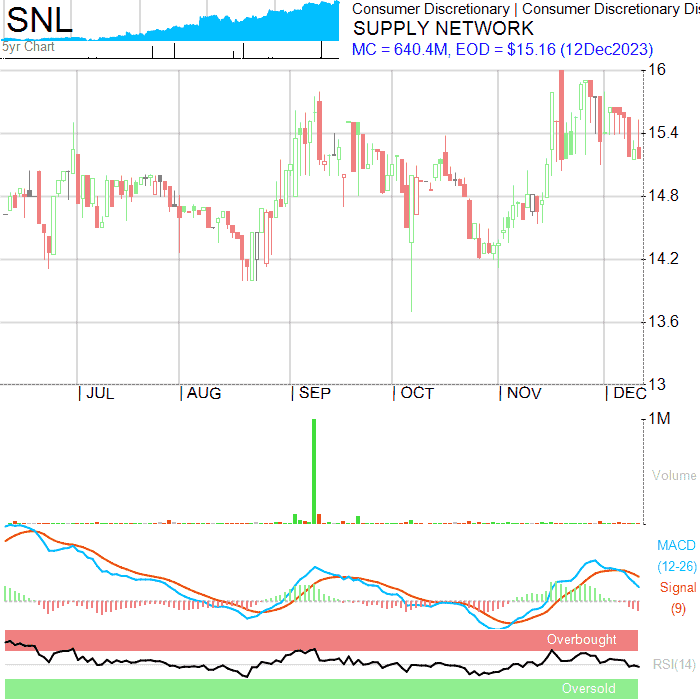 SNL
5yr Chart
Consumer Discretionary | Consumer Discretionary Dis
SUPPLY NETWORK
MC = 640.4M, EOD = $15.16 (12Dec2023)
16
15.4
14.8
14.2
13.6
13
JUL
AUG
SEP
OCT
NOV
DEC
1M
Volume
MACD
(12-26)
Signal
(9)
Overbought
RSI(14)
Oversold